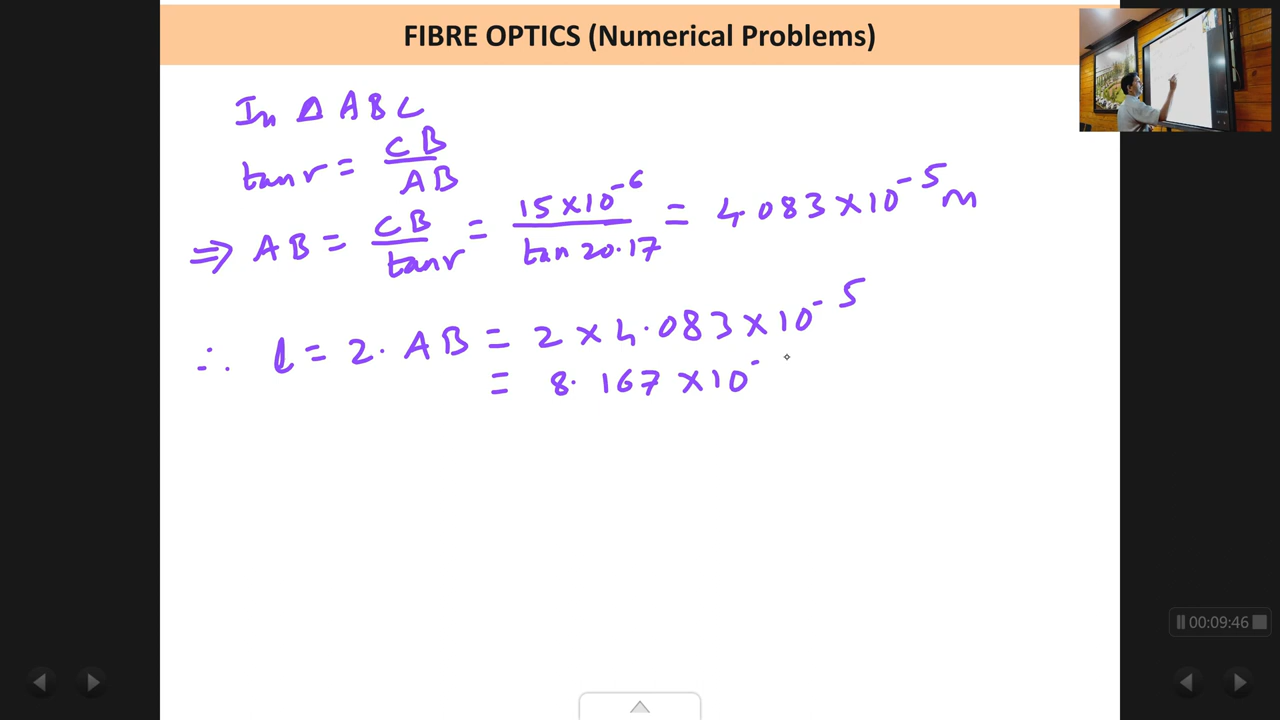 FIBRE OPTICS (Numerical Problems)
In Δ ABC
tan r = CB / AB
⇒ AB = CB / tan r = 15 × 10⁻⁶ / tan 20.17 = 4.083 × 10⁻⁵ m
∴ l = 2 . AB = 2 × 4.083 × 10⁻⁵
= 8.167 × 10⁻
00:09:46